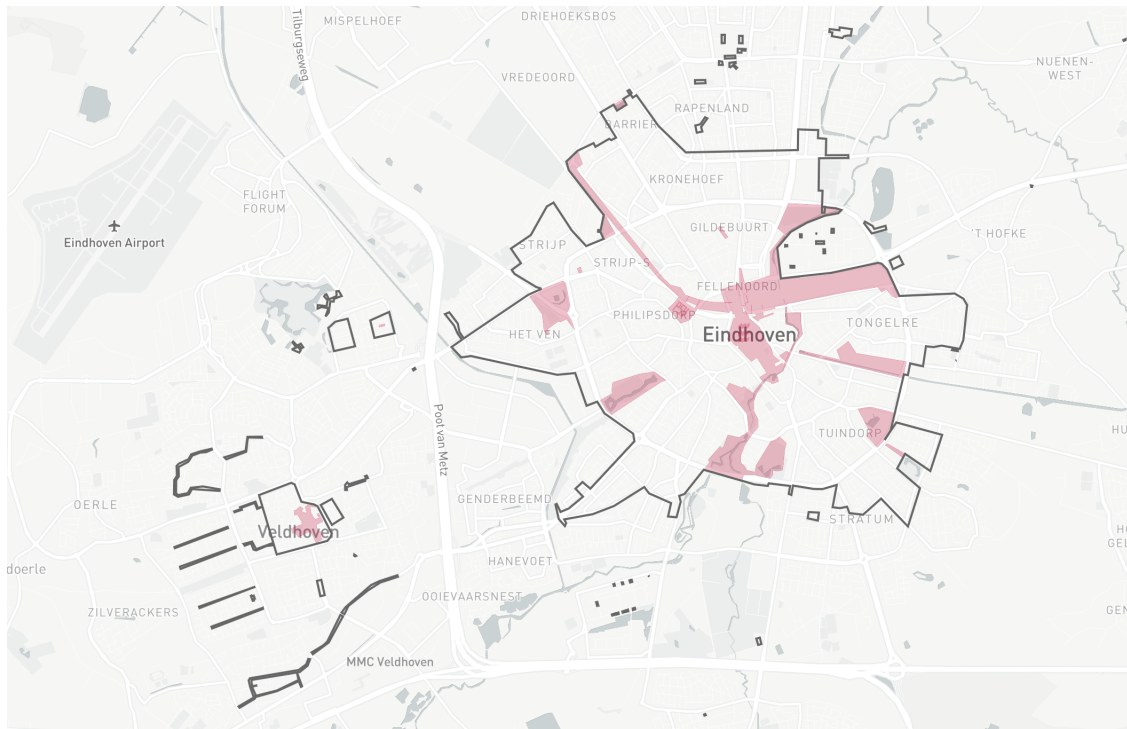 DRIEHOEKSBOS
MISPELHOEF
Tilburgseweg
NUENEN-
WEST
VREDEOORD
RAPENLAND
BARRIER
KRONEHOEF
FLIGHT
FORUM
GILDEBUURT
'T HOFKE
Eindhoven Airport
STRIJP
STRIJP-S
FELLENOORD
PHILIPSDORP
TONGELRE
HET VEN
Eindhoven
Poot van Metz
TUINDORP
HU
GENDERBEEMD
OERLE
STRATUM
Veldhoven
HO
GEL
HANEVOET
doerle
OOIEVAARSNEST
ZILVERACKERS
GEN
MMC Veldhoven